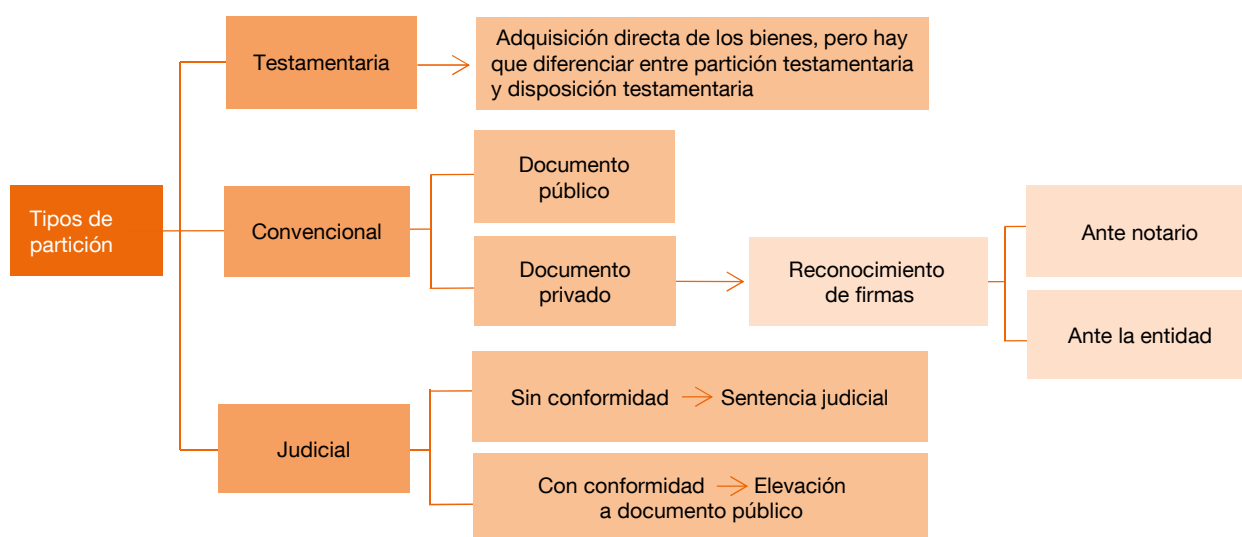 Tipos de
partición
Testamentaria
Adquisición directa de los bienes, pero hay
que diferenciar entre partición testamentaria
y disposición testamentaria
Convencional
Documento
público
Documento
privado
Reconocimiento
de firmas
Ante notario
Ante la entidad
Judicial
Sin conformidad → Sentencia judicial
Con conformidad → Elevación
a documento público